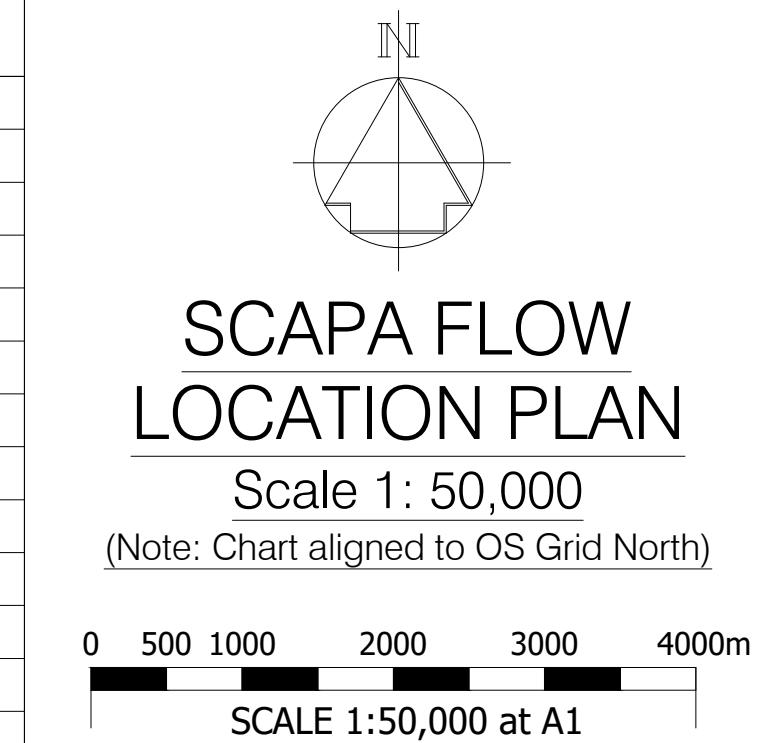 N
SCAPA FLOW
LOCATION PLAN
Scale 1: 50,000
(Note: Chart aligned to OS Grid North)
0 500 1000 2000 3000 4000m
SCALE 1:50,000 at A1